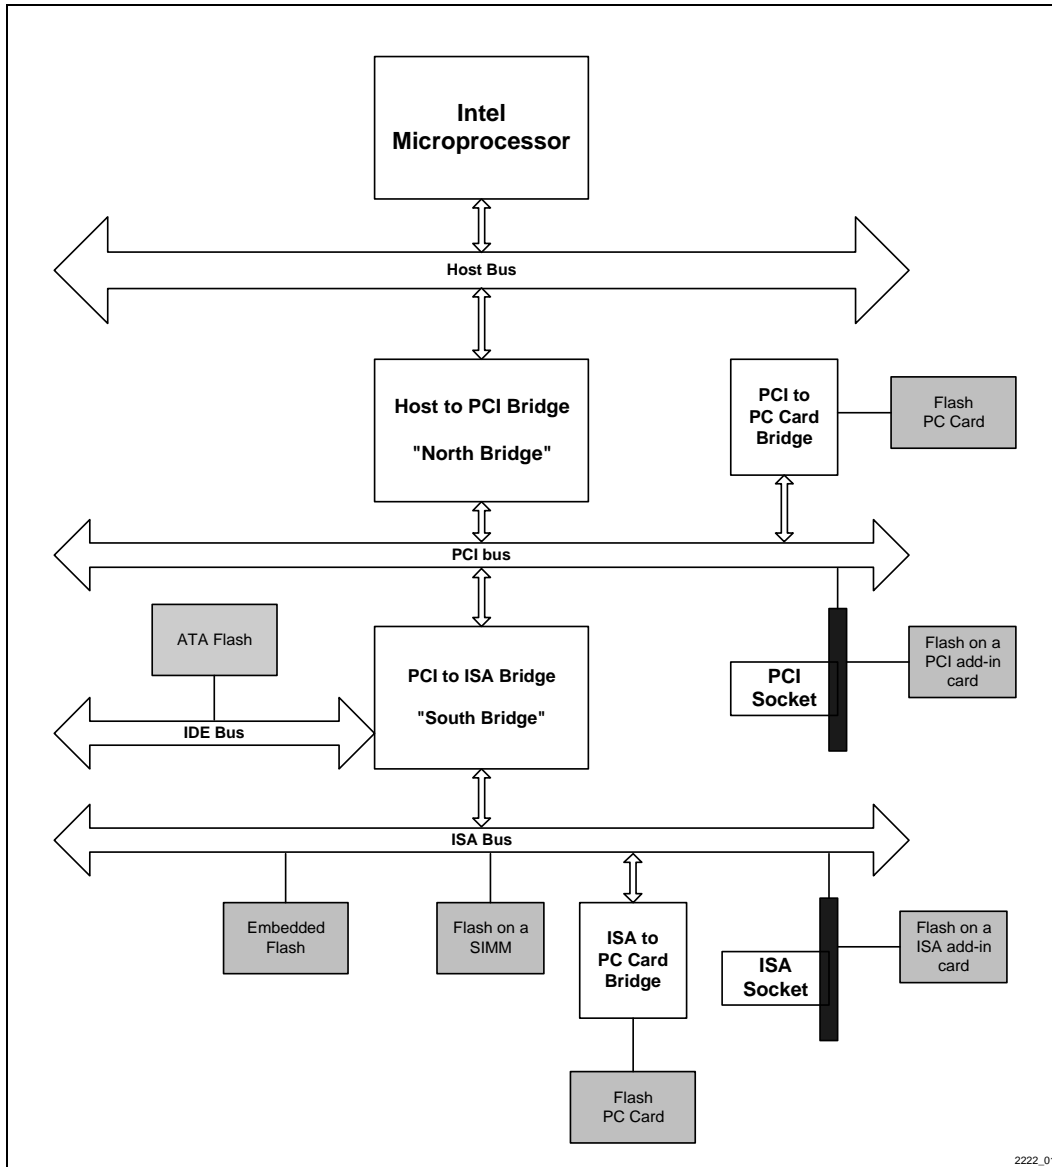 Intel
Microprocessor
Host Bus
Host to PCI Bridge
"North Bridge"
PCI to
PC Card
Bridge
Flash
PC Card
PCI bus
ATA Flash
PCI to ISA Bridge
"South Bridge"
PCI
Socket
Flash on a
PCI add-in
card
IDE Bus
ISA Bus
Embedded
Flash
Flash on a
SIMM
ISA to
PC Card
Bridge
ISA
Socket
Flash on a
ISA add-in
card
Flash
PC Card